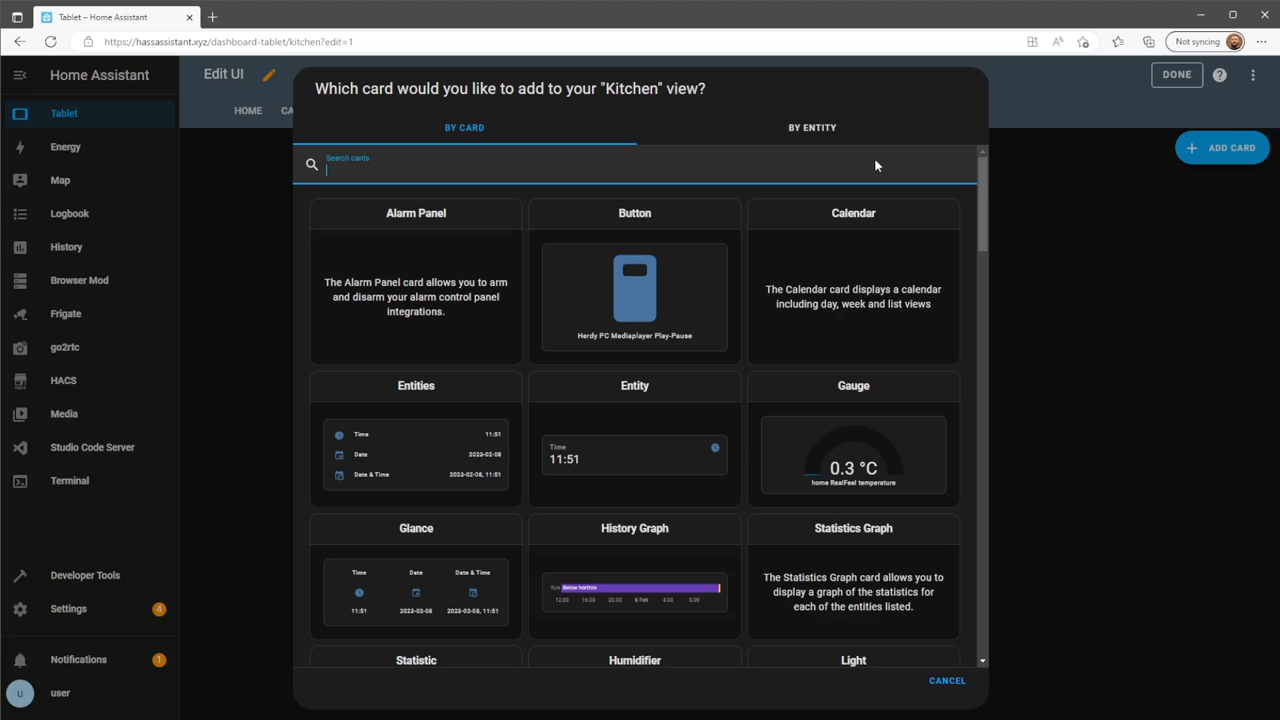 Tablet – Home Assistant
https://hassassistant.xyz/dashboard-tablet/kitchen?edit=1
Not syncing
Home Assistant
Edit UI
DONE
HOME
CA
ADD CARD
Tablet
Energy
Map
Logbook
History
Browser Mod
Frigate
go2rtc
HACS
Media
Studio Code Server
Terminal
Developer Tools
Settings
4
Notifications
1
u
user
Which card would you like to add to your "Kitchen" view?
BY CARD
BY ENTITY
Search cards
Alarm Panel
The Alarm Panel card allows you to arm
and disarm your alarm control panel
integrations.
Button
Herdy PC Mediaplayer Play-Pause
Calendar
The Calendar card displays a calendar
including day, week and list views
Entities
Time 11:51
Date 2023-02-08
Date & Time 2023-02-08, 11:51
Entity
Time
11:51
Gauge
0.3 °C
home RealFeel temperature
Glance
Time Date Date & Time
11:51 2023-02-08 2023-02-08, 11:51
History Graph
Sun Below horizon
12:00 16:00 20:00 8 Feb 4:00 8:00
Statistics Graph
The Statistics Graph card allows you to
display a graph of the statistics for
each of the entities listed.
Statistic
Humidifier
Light
CANCEL